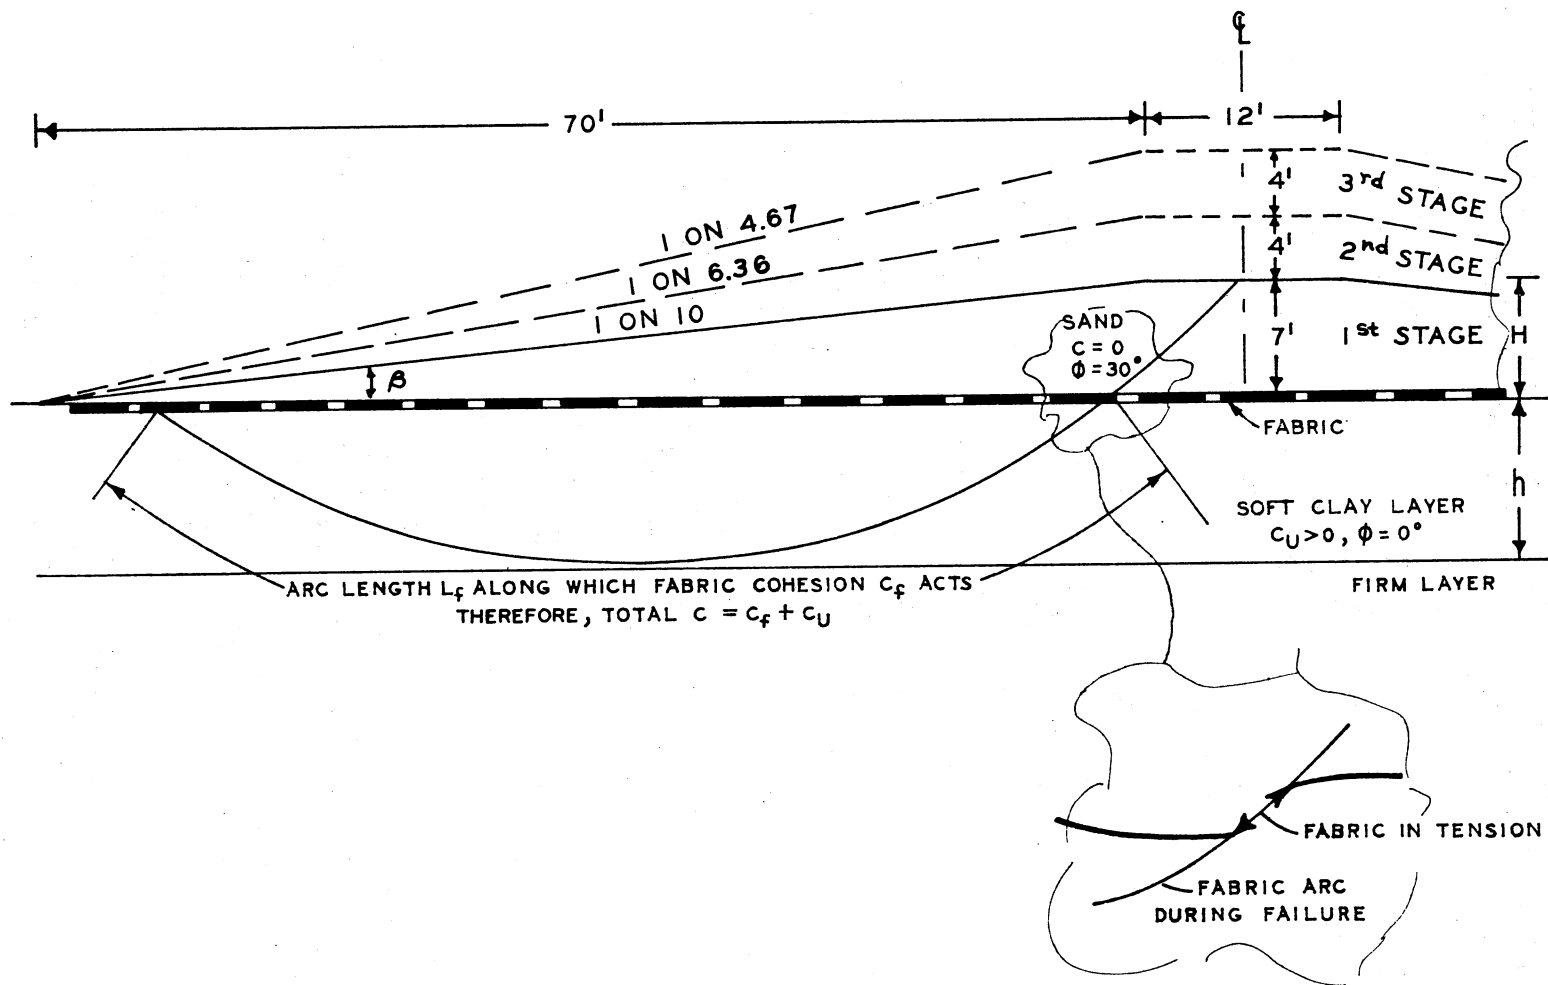 ℄
70'
12'
4'
3rd STAGE
1 ON 4.67
4'
2nd STAGE
1 ON 6.36
1 ON 10
SAND
C = 0
Φ = 30°
7'
1st STAGE
H
β
FABRIC
h
SOFT CLAY LAYER
CU>0, Φ=0°
ARC LENGTH Lf ALONG WHICH FABRIC COHESION Cf ACTS
THEREFORE, TOTAL C = Cf + CU
FIRM LAYER
FABRIC IN TENSION
FABRIC ARC
DURING FAILURE